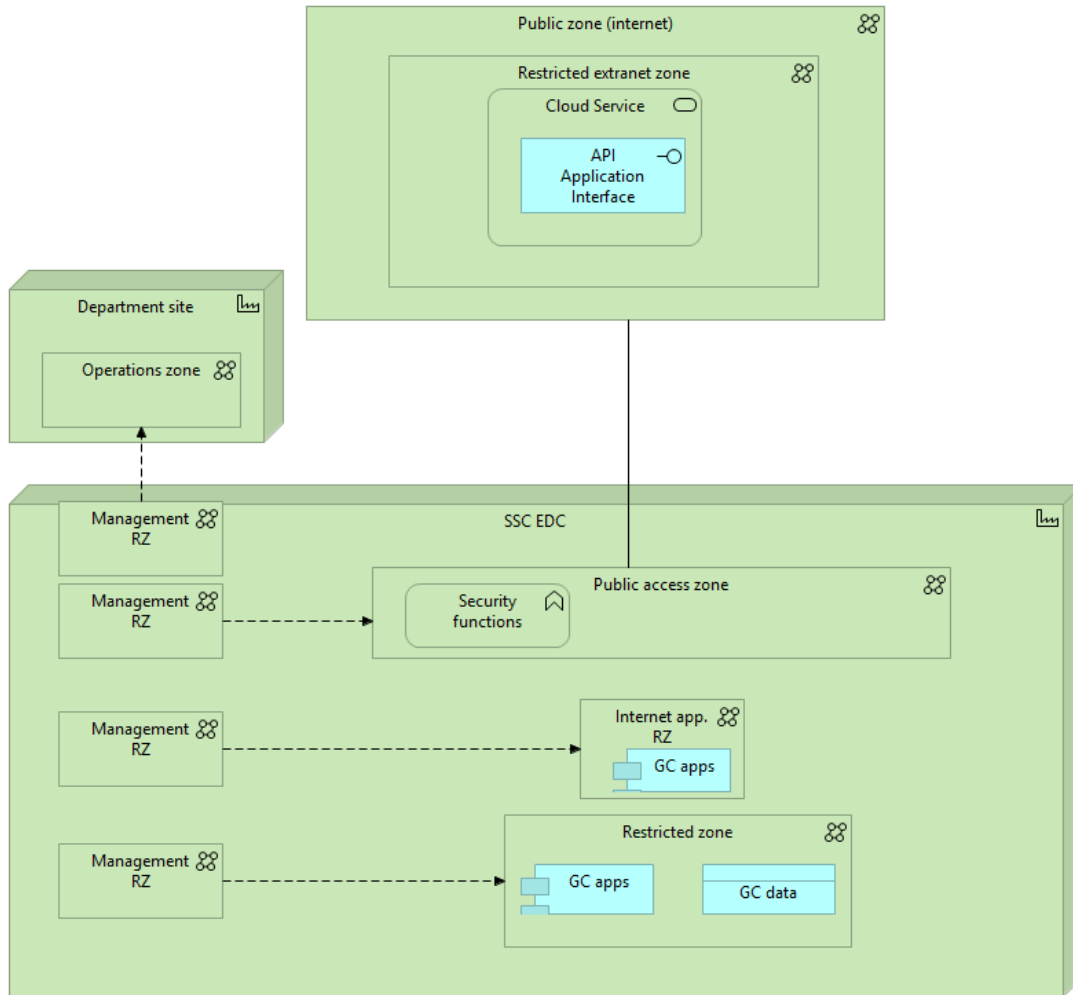 Public zone (internet)
Restricted extranet zone
Cloud Service
API
Application
Interface
Department site
Operations zone
SSC EDC
Management
RZ
Public access zone
Security
functions
Management
RZ
Internet app.
RZ
GC apps
Management
RZ
Restricted zone
GC apps
GC data
Management
RZ